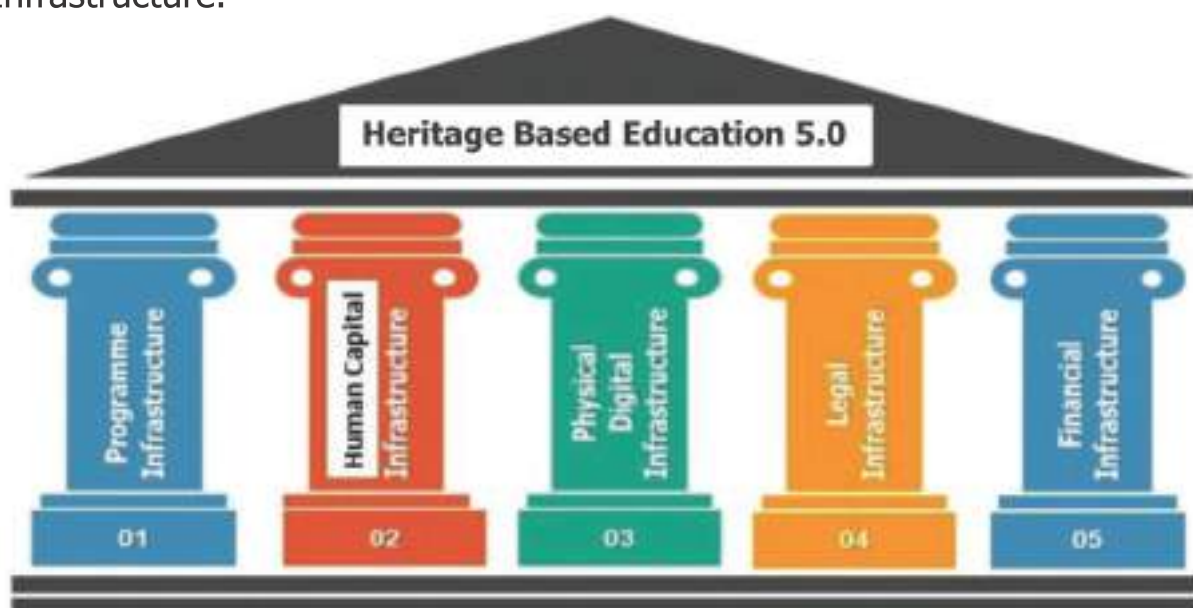 Infrastructure.
Heritage Based Education 5.0
Programme
Infrastructure
Human Capital
Infrastructure
Physical
Digital
Infrastructure
Legal
Infrastructure
Financial
Infrastructure
01
02
03
04
05